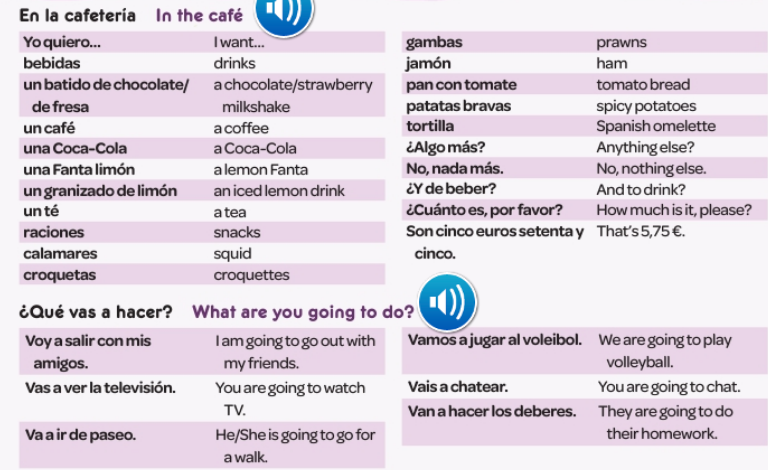 En la cafetería In the café
Yo quiero... I want...
bebidas drinks
un batido de chocolate/ a chocolate/strawberry
de fresa milkshake
un café a coffee
una Coca-Cola a Coca-Cola
una Fanta limón a lemon Fanta
un granizado de limón an iced lemon drink
un té a tea
raciones snacks
calamares squid
croquetas croquettes
gambas prawns
jamón ham
pan con tomate tomato bread
patatas bravas spicy potatoes
tortilla Spanish omelette
¿Algo más? Anything else?
No, nada más. No, nothing else.
¿Y de beber? And to drink?
¿Cuánto es, por favor? How much is it, please?
Son cinco euros setenta y That's 5,75 €.
cinco.
¿Qué vas a hacer? What are you going to do?
Voy a salir con mis I am going to go out with
amigos. my friends.
Vas a ver la televisión. You are going to watch
TV.
Va a ir de paseo. He/She is going to go for
a walk.
Vamos a jugar al voleibol. We are going to play
volleyball.
Vais a chatear. You are going to chat.
Van a hacer los deberes. They are going to do
their homework.